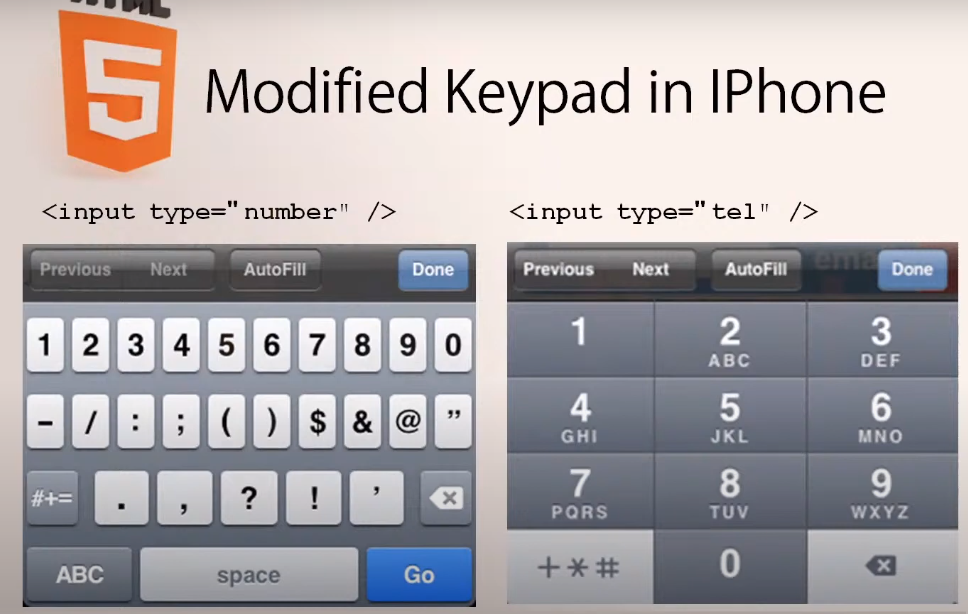 HTML
5
Modified Keypad in IPhone
<input type="number" />
Previous Next AutoFill Done
1 2 3 4 5 6 7 8 9 0
- / : ; ( ) $ & @ ”
#+= . , ? ! ’
ABC space Go
<input type="tel" />
Previous Next AutoFill Done
1 2 3
ABC DEF
4 5 6
GHI JKL MNO
7 8 9
PQRS TUV WXYZ
+*# 0